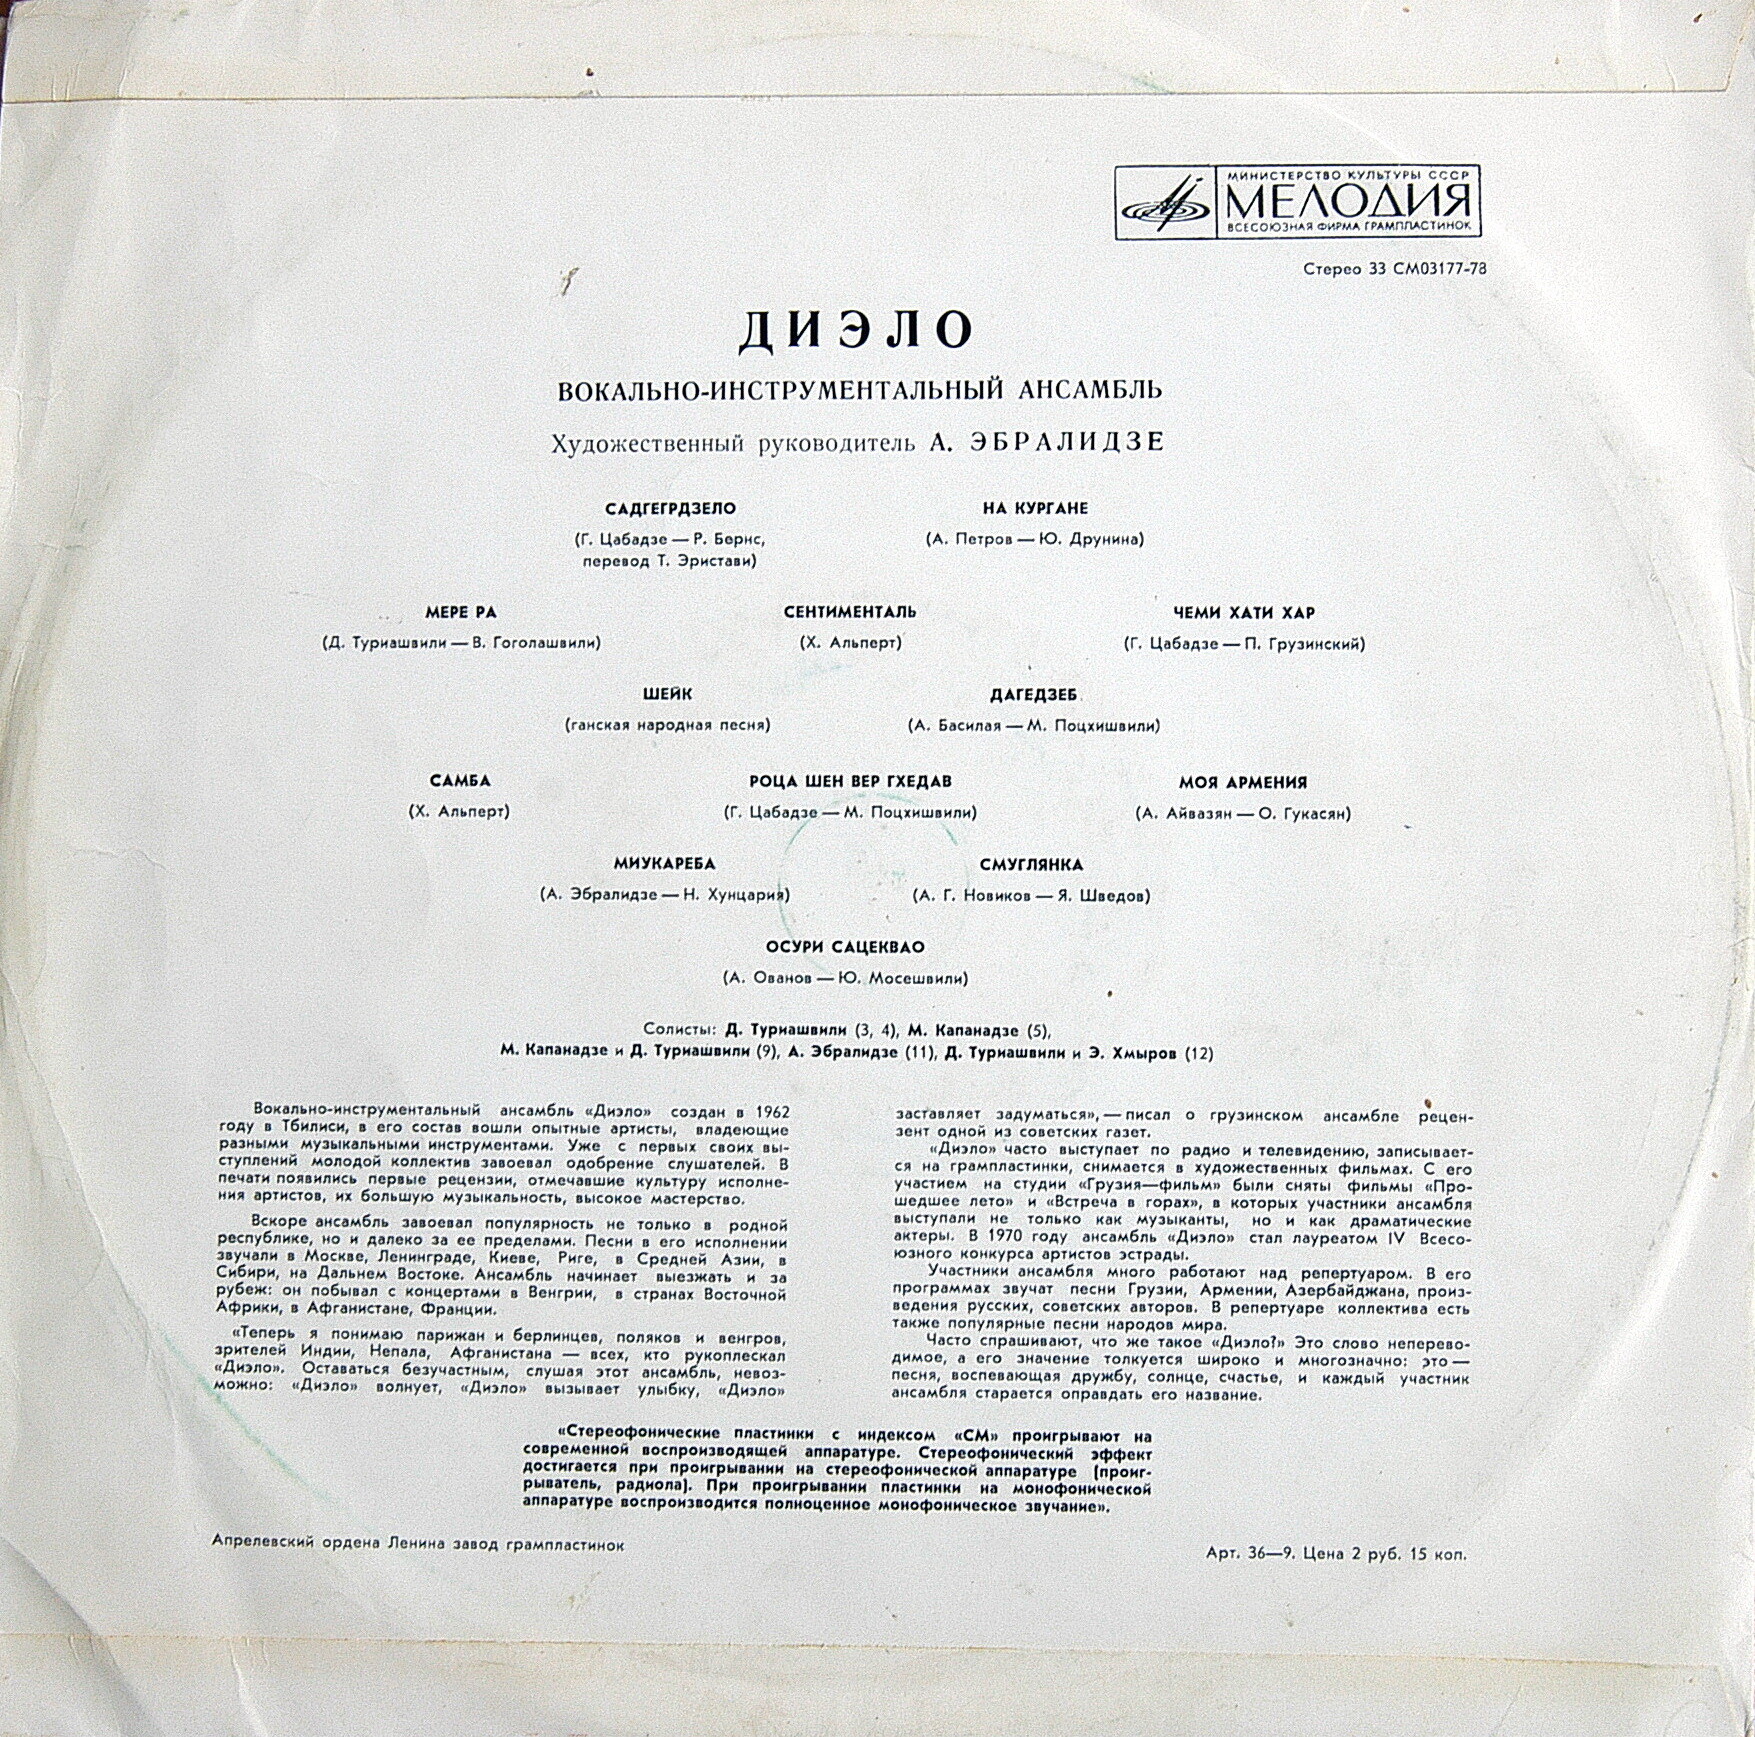 МИНИСТЕРСТВО КУЛЬТУРЫ СССР
МЕЛОДИЯ
ВСЕСОЮЗНАЯ ФИРМА ГРАМПЛАСТИНОК
Стерео 33 СМ03177-78
ДИЭЛО
ВОКАЛЬНО-ИНСТРУМЕНТАЛЬНЫЙ АНСАМБЛЬ
Художественный руководитель А. ЭБРАЛИДЗЕ
САДГЕГРДЗЕЛО НА КУРГАНЕ
(Г. Цабадзе — Р. Бернс, (А. Петров — Ю. Друнина)
перевод Т. Эристави)
МЕРЕ РА СЕНТИМЕНТАЛЬ ЧЕМИ ХАТИ ХАР
(Д. Туриашвили — В. Гоголашвили) (Х. Альперт) (Г. Цабадзе — П. Грузинский)
ШЕЙК ДАГЕДЗЕБ
(ганская народная песня) (А. Басилая — М. Поцхишвили)
САМБА РОЦА ШЕН ВЕР ГХЕДАВ МОЯ АРМЕНИЯ
(Х. Альперт) (Г. Цабадзе — М. Поцхишвили) (А. Айвазян — О. Гукасян)
МИУКАРЕБА СМУГЛЯНКА
(А. Эбралидзе — Н. Хунцария) (А. Г. Новиков — Я. Шведов)
ОСУРИ САЦЕКВАО
(А. Ованов — Ю. Мосешвили)
Солисты: Д. Туриашвили (3, 4), М. Капанадзе (5),
М. Капанадзе и Д. Туриашвили (9), А. Эбралидзе (11), Д. Туриашвили и Э. Хмыров (12)
Вокально-инструментальный ансамбль «Диэло» создан в 1962
году в Тбилиси, в его состав вошли опытные артисты, владеющие
разными музыкальными инструментами. Уже с первых своих вы-
ступлений молодой коллектив завоевал одобрение слушателей. В
печати появились первые рецензии, отмечавшие культуру исполне-
ния артистов, их большую музыкальность, высокое мастерство.
Вскоре ансамбль завоевал популярность не только в родной
республике, но и далеко за ее пределами. Песни в его исполнении
звучали в Москве, Ленинграде, Киеве, Риге, в Средней Азии, в
Сибири, на Дальнем Востоке. Ансамбль начинает выезжать и за
рубеж: он побывал с концертами в Венгрии, в странах Восточной
Африки, в Афганистане, Франции.
«Теперь я понимаю парижан и берлинцев, поляков и венгров,
зрителей Индии, Непала, Афганистана — всех, кто рукоплескал
«Диэло». Оставаться безучастным, слушая этот ансамбль, невоз-
можно: «Диэло» волнует, «Диэло» вызывает улыбку, «Диэло»
заставляет задуматься», — писал о грузинском ансамбле рецен-
зент одной из советских газет.
«Диэло» часто выступает по радио и телевидению, записывает-
ся на грампластинки, снимается в художественных фильмах. С его
участием на студии «Грузия—фильм» были сняты фильмы «Про-
шедшее лето» и «Встреча в горах», в которых участники ансамбля
выступали не только как музыканты, но и как драматические
актеры. В 1970 году ансамбль «Диэло» стал лауреатом IV Всесо-
юзного конкурса артистов эстрады.
Участники ансамбля много работают над репертуаром. В его
программах звучат песни Грузии, Армении, Азербайджана, произ-
ведения русских, советских авторов. В репертуаре коллектива есть
также популярные песни народов мира.
Часто спрашивают, что же такое «Диэло?» Это слово неперево-
димое, а его значение толкуется широко и многозначно: это —
песня, воспевающая дружбу, солнце, счастье, и каждый участник
ансамбля старается оправдать его название.
«Стереофонические пластинки с индексом «СМ» проигрывают на
современной воспроизводящей аппаратуре. Стереофонический эффект
достигается при проигрывании на стереофонической аппаратуре (проиг-
рыватель, радиола). При проигрывании пластинки на монофонической
аппаратуре воспроизводится полноценное монофоническое звучание».
Апрелевский ордена Ленина завод грампластинок
Арт. 36—9. Цена 2 руб. 15 коп.